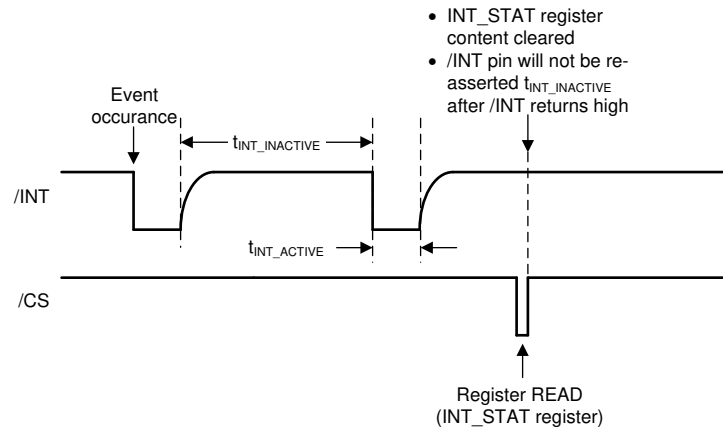 • INT_STAT register
content cleared
• /INT pin will not be re-
asserted tINT_INACTIVE
after /INT returns high
Event
occurance
tINT_INACTIVE
/INT
tINT_ACTIVE
/CS
Register READ
(INT_STAT register)